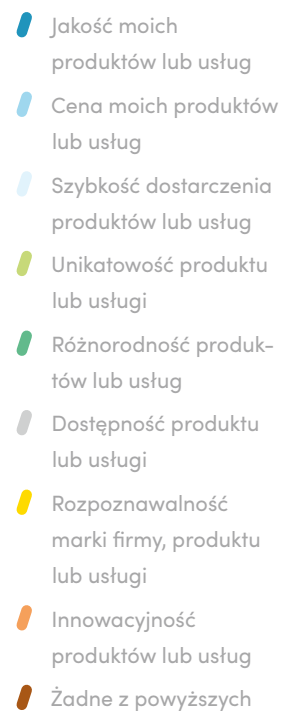 Jakość moich
produktów lub usług
Cena moich produktów
lub usług
Szybkość dostarczenia
produktów lub usług
Unikatowość produktu
lub usługi
Różnorodność produk-
tów lub usług
Dostępność produktu
lub usługi
Rozpoznawalność
marki firmy, produktu
lub usługi
Innowacyjność
produktów lub usług
Żadne z powyższych